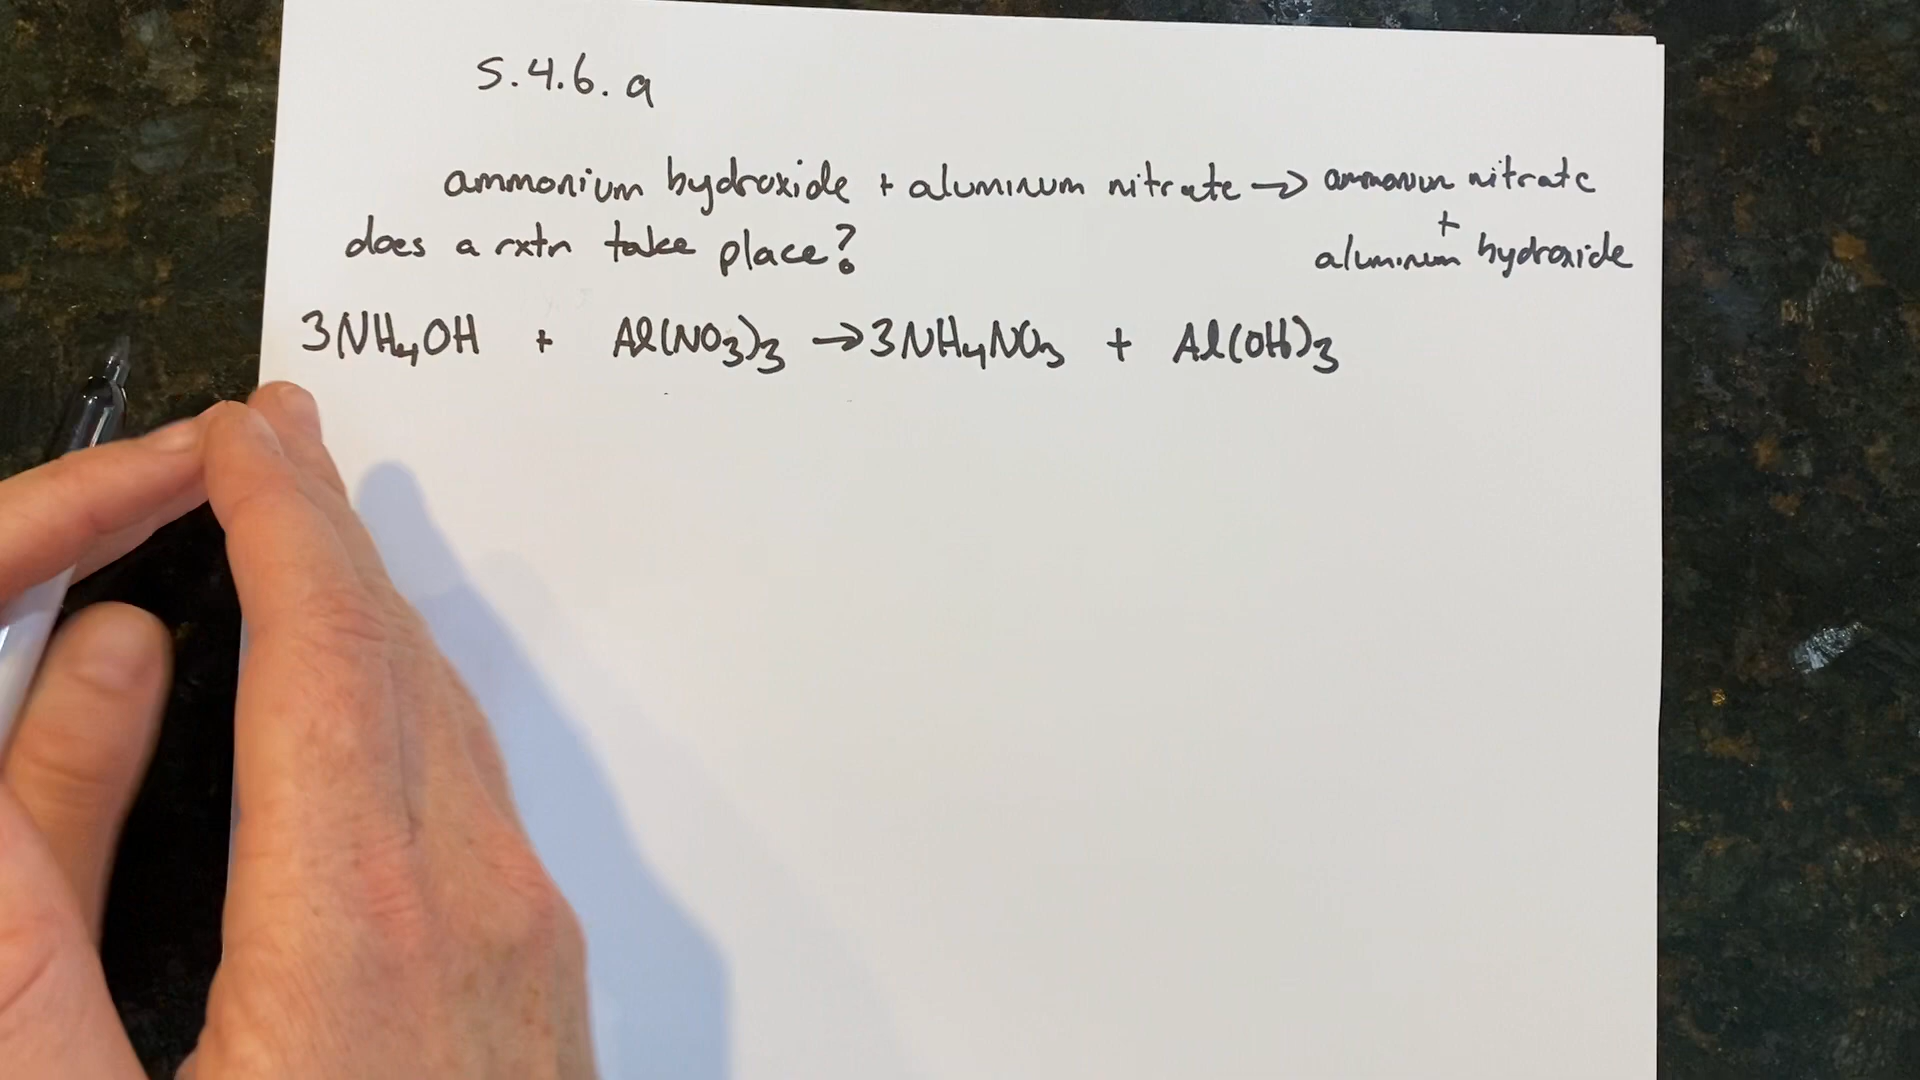 5.4.6.a
ammonium hydroxide + aluminum nitrate → ammonium nitrate
+
does a rxtn take place? aluminum hydroxide
3NH₄OH + Al(NO₃)₃ → 3NH₄NO₃ + Al(OH)₃